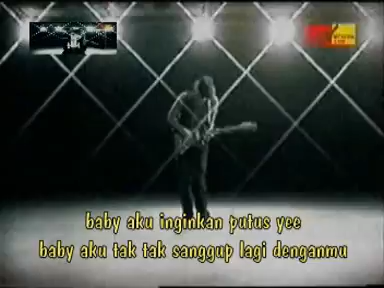 baby aku inginkan putus yee
baby aku tak tak sanggup lagi denganmu